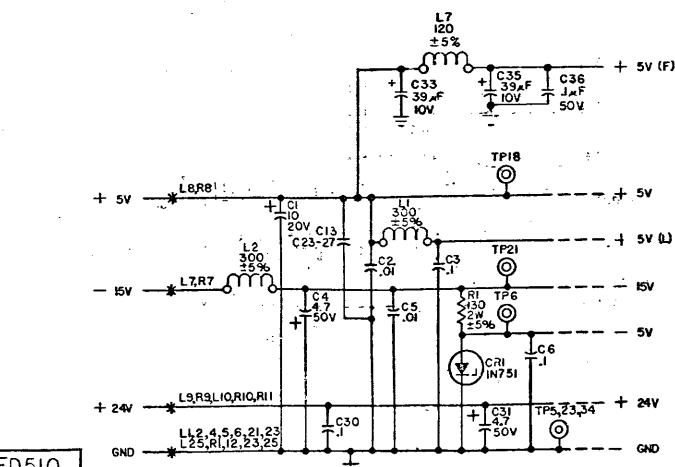 L7
120
±5%
+ 5V (F)
+
C33
39µF
10V
+
C35
39µF
10V
C36
.1µF
50V
TP18
+ 5V
L8,R8
+ 5V
+
C1
10
20V
C13
C23-27
L1
300
±5%
+ 5V (L)
L2
300
±5%
C2
.01
C3
.1
TP21
- 15V
L7,R7
- 15V
+
C4
4.7
50V
C5
.01
R1
130
2W
±5%
TP6
- 5V
CR1
1N751
C6
.1
+ 24V
L9,R9,L10,R10,R11
+ 24V
C30
.1
+
C31
4.7
50V
TP5,23,34
GND
L1,2,4,5,6,21,23
L25,R1,12,23,25
GND
ED510